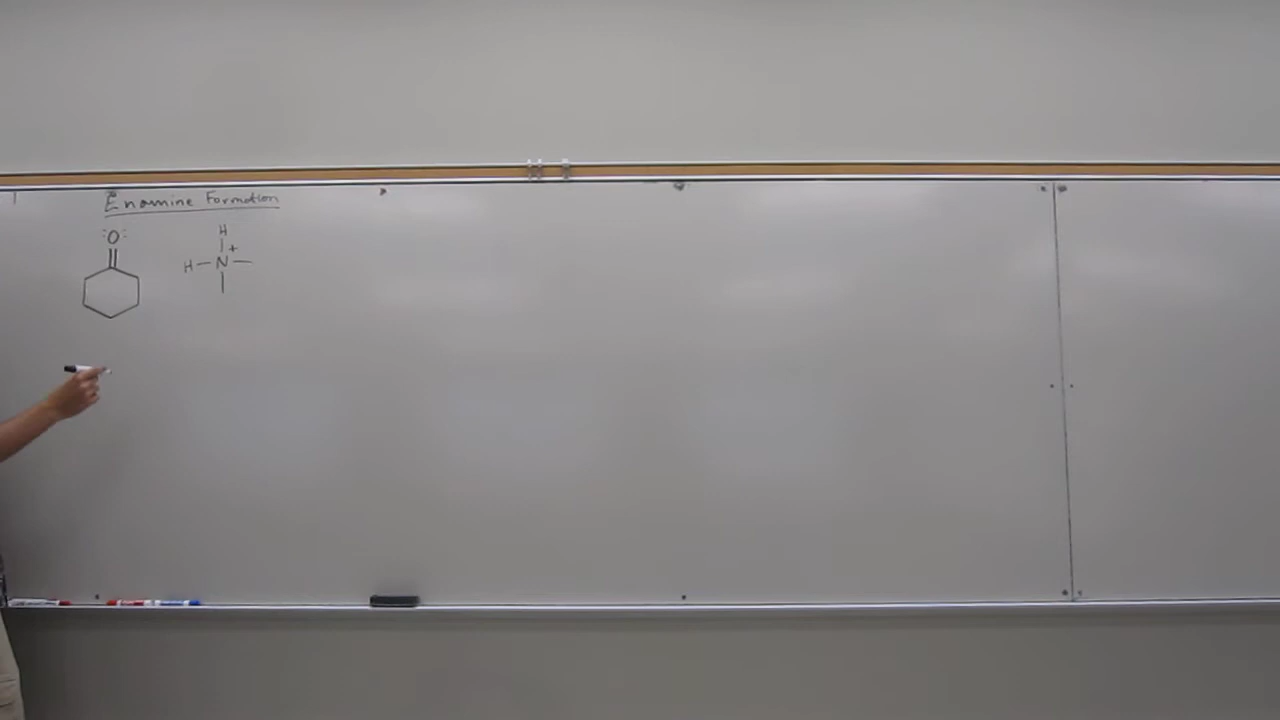 Enamine Formation
:O:
H
H-N+-